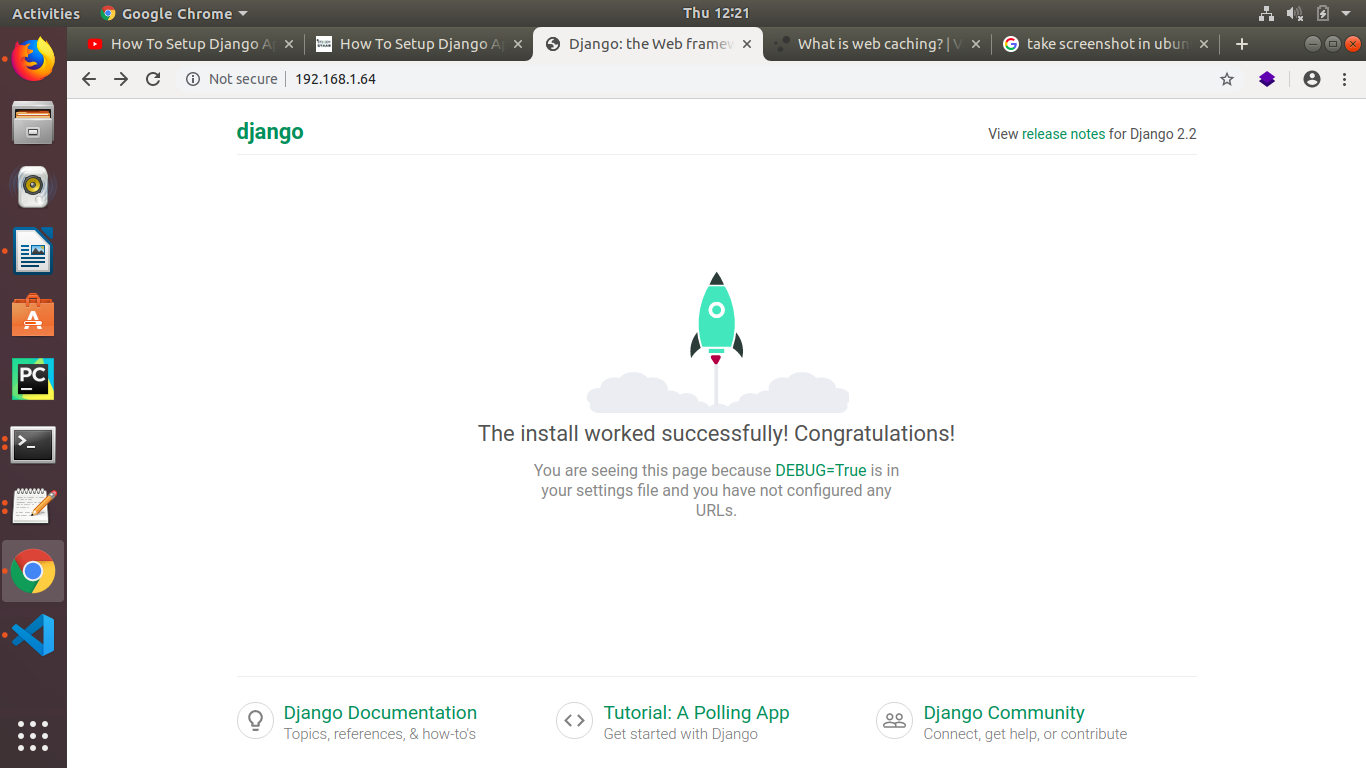 Activities Google Chrome Thu 12:21
How To Setup Django A How To Setup Django A Django: the Web framew What is web caching? | V take screenshot in ubun
Not secure 192.168.1.64
django View release notes for Django 2.2
The install worked successfully! Congratulations!
You are seeing this page because DEBUG=True is in
your settings file and you have not configured any
URLs.
PC
Django Documentation Tutorial: A Polling App Django Community
Topics, references, & how-to's Get started with Django Connect, get help, or contribute